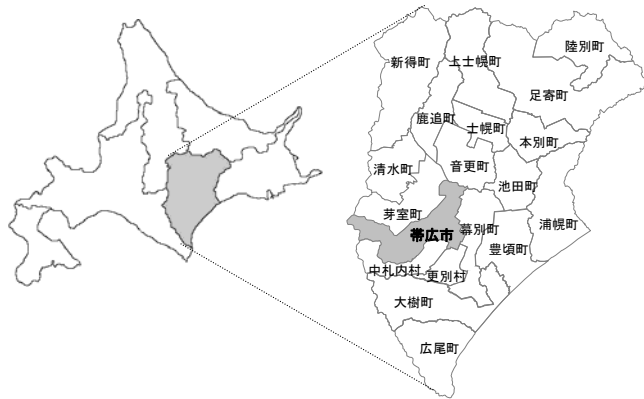 陸別町
新得町
上士幌町
足寄町
鹿追町
士幌町
本別町
清水町
音更町
池田町
芽室町
浦幌町
幕別町
帯広市
豊頃町
中札内村
更別村
大樹町
広尾町